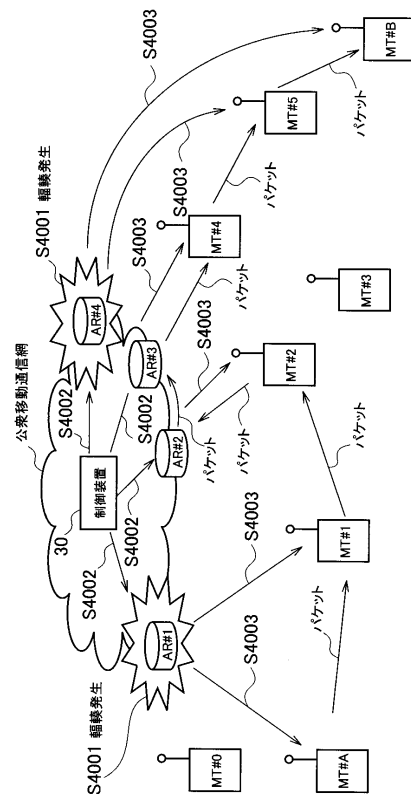 公衆移動通信網
S4001 輻輳発生
AR#4
S4003
S4003
S4002
30
制御装置
S4002
S4002
S4002
AR#3
AR#2
パケット
S4003
パケット
MT#4
パケット
MT#5
パケット
MT#B
S4001 輻輳発生
AR#1
S4003
パケット
MT#2
MT#3
S4003
S4003
パケット
MT#1
パケット
MT#0
MT#A